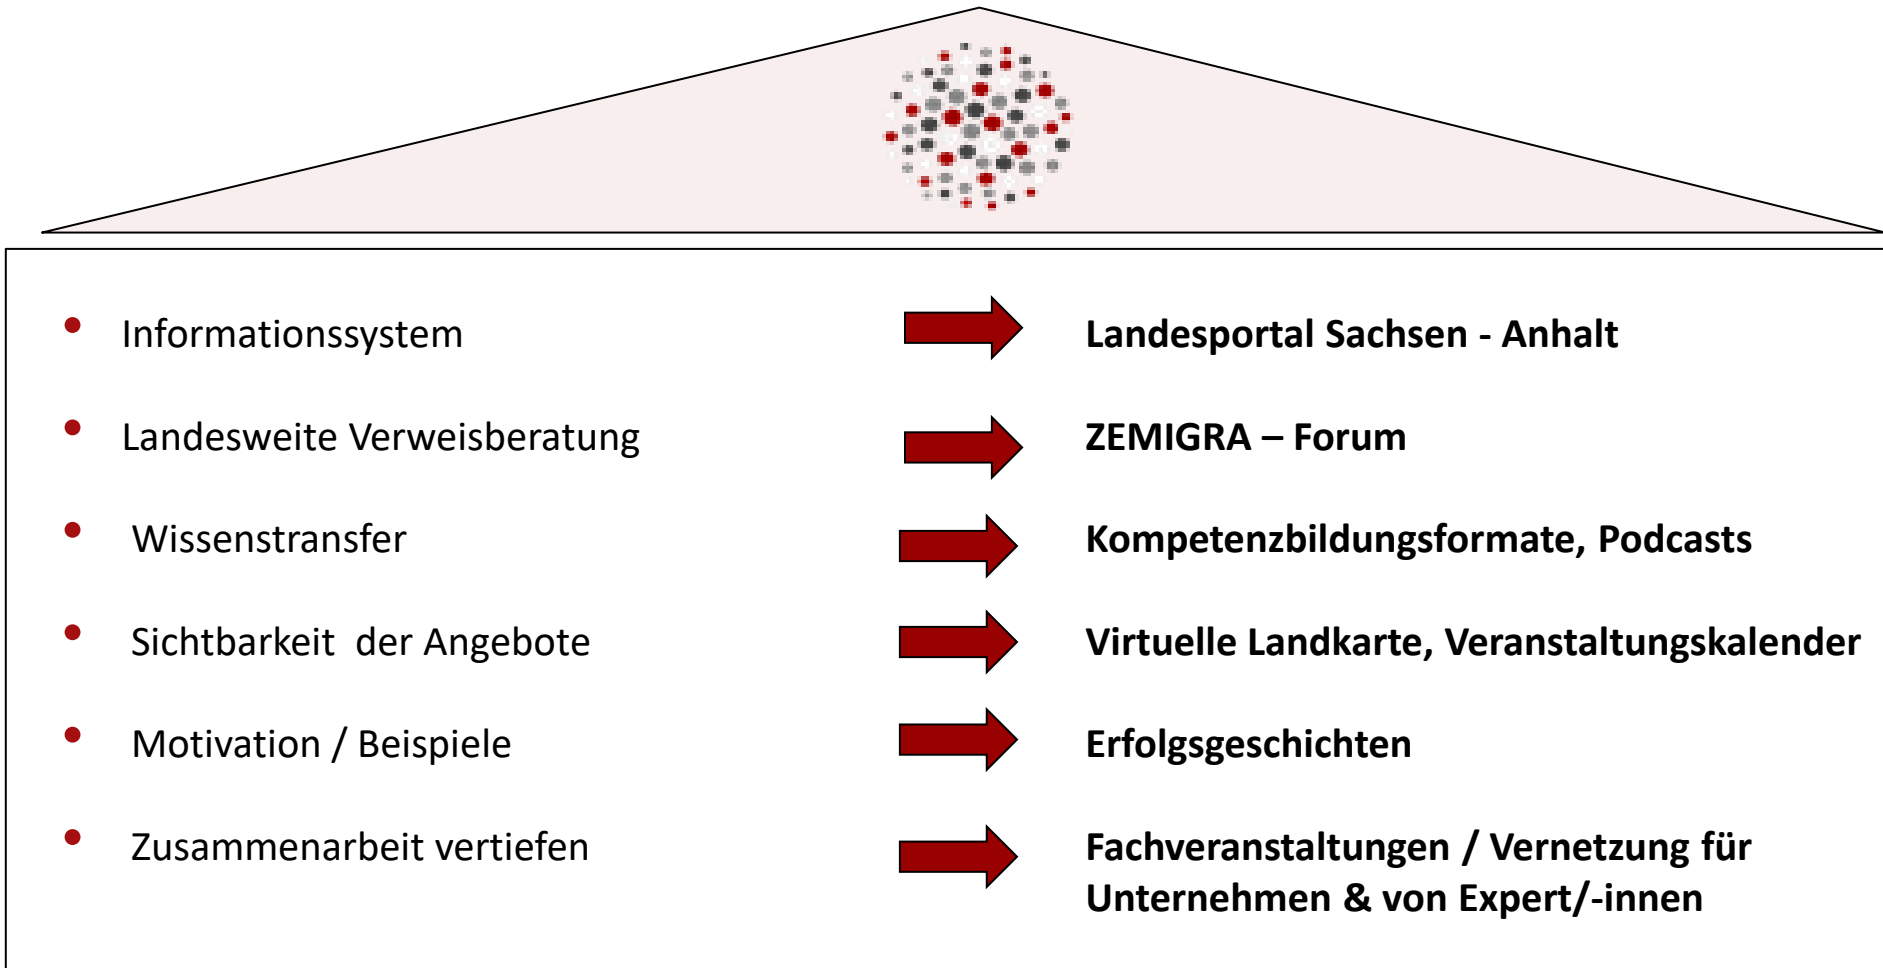 • Informationssystem Landesportal Sachsen - Anhalt
• Landesweite Verweisberatung ZEMIGRA – Forum
• Wissenstransfer Kompetenzbildungsformate, Podcasts
• Sichtbarkeit der Angebote Virtuelle Landkarte, Veranstaltungskalender
• Motivation / Beispiele Erfolgsgeschichten
• Zusammenarbeit vertiefen Fachveranstaltungen / Vernetzung für
Unternehmen & von Expert/-innen